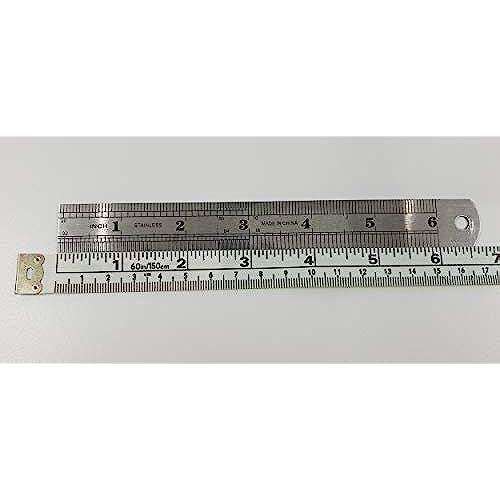 INCH 1 STAINLESS 2 3 MADE IN CHINA 4 5 6
1 60in/150cm 2 3 4 5 6 7
1 2 3 cm 4 5 6 7 8 9 10 11 12 13 14 15 16 17